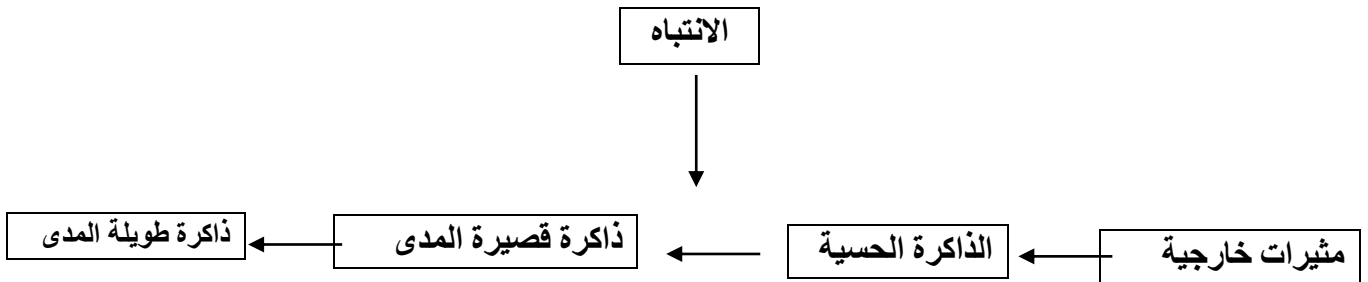 الانتباه
مثيرات خارجية
الذاكرة الحسية
ذاكرة قصيرة المدى
ذاكرة طويلة المدى